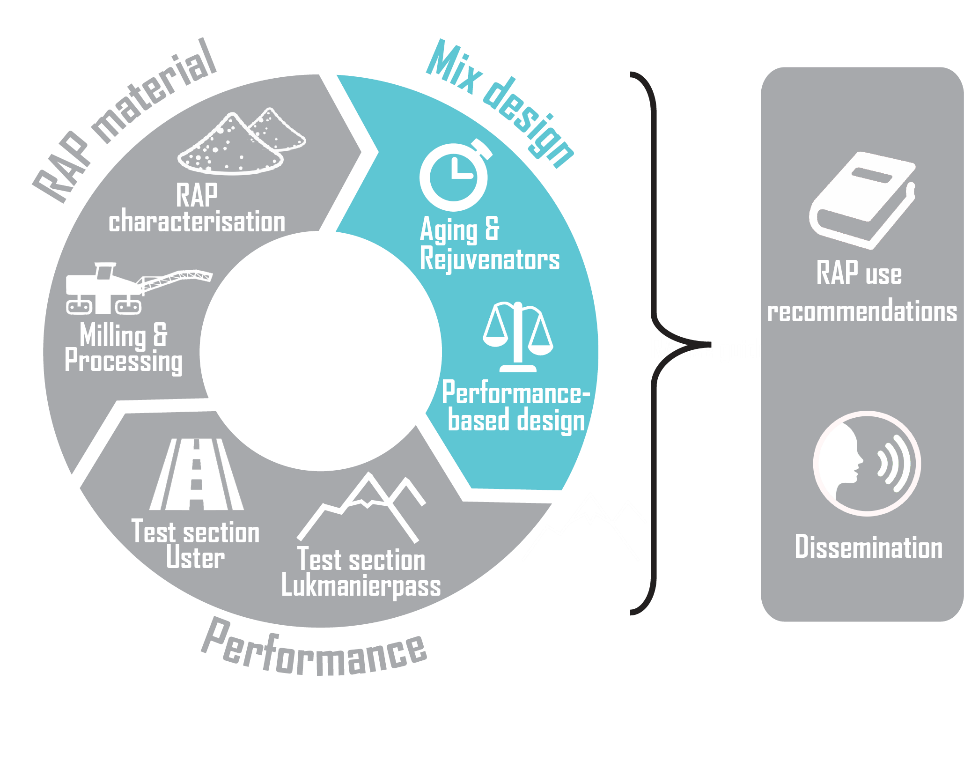 RAP material
RAP
characterisation
Milling &
Processing
Mix design
Aging &
Rejuvenators
Performance-
based design
Test section
Uster
Test section
Lukmanierpass
Performance
RAP use
recommendations
Dissemination